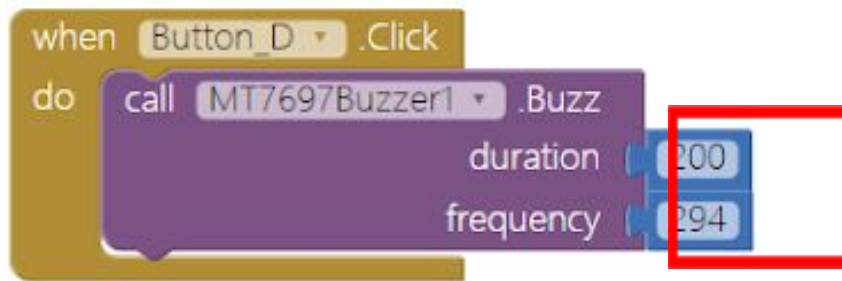 when Button_D .Click
do call MT7697Buzzer1 .Buzz
duration 200
frequency 294